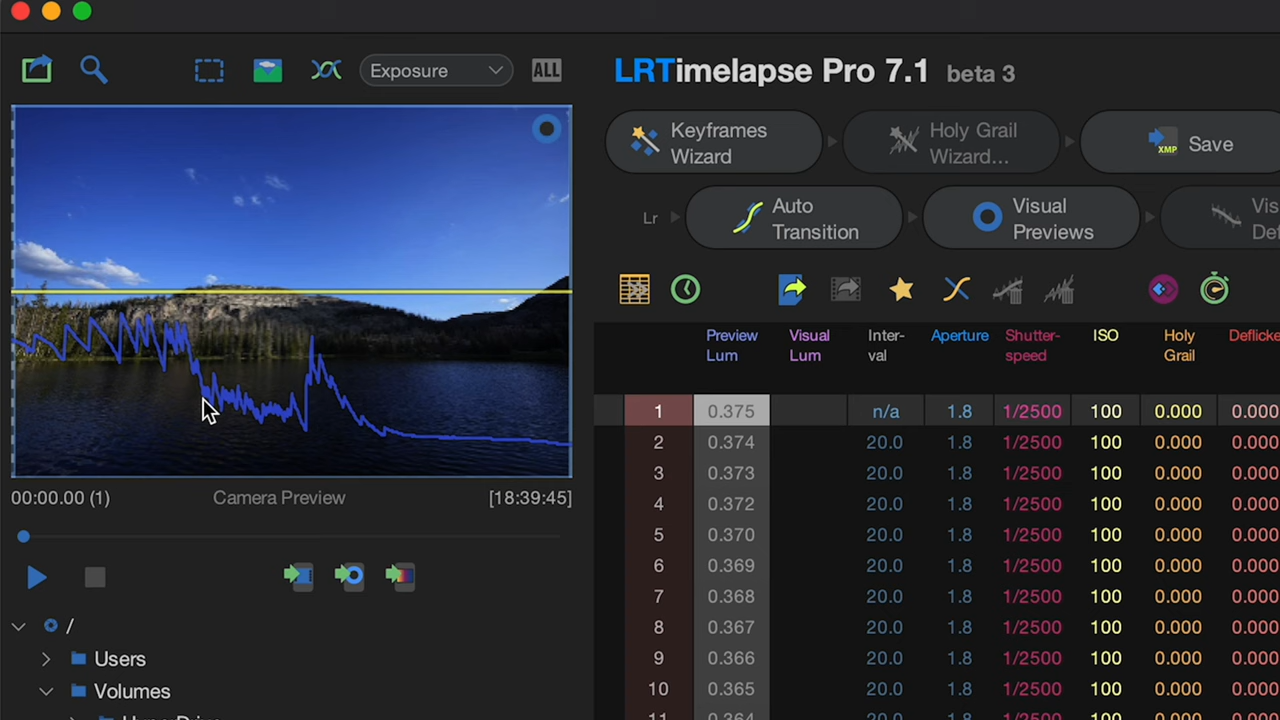 Exposure
ALL
LRTimelapse Pro 7.1 beta 3
Keyframes
Wizard
Holy Grail
Wizard...
XMP
Save
Lr
Auto
Transition
Visual
Previews
Preview
Lum
Visual
Lum
Inter-
val
Aperture
Shutter-
speed
ISO
Holy
Grail
1 0.375 n/a 1.8 1/2500 100 0.000 0.000
2 0.374 20.0 1.8 1/2500 100 0.000 0.000
3 0.373 20.0 1.8 1/2500 100 0.000 0.000
4 0.372 20.0 1.8 1/2500 100 0.000 0.000
5 0.370 20.0 1.8 1/2500 100 0.000 0.000
6 0.369 20.0 1.8 1/2500 100 0.000 0.000
7 0.368 20.0 1.8 1/2500 100 0.000 0.000
8 0.367 20.0 1.8 1/2500 100 0.000 0.000
9 0.366 20.0 1.8 1/2500 100 0.000 0.000
10 0.365 20.0 1.8 1/2500 100 0.000 0.000
00:00.00 (1) Camera Preview [18:39:45]
/
Users
Volumes